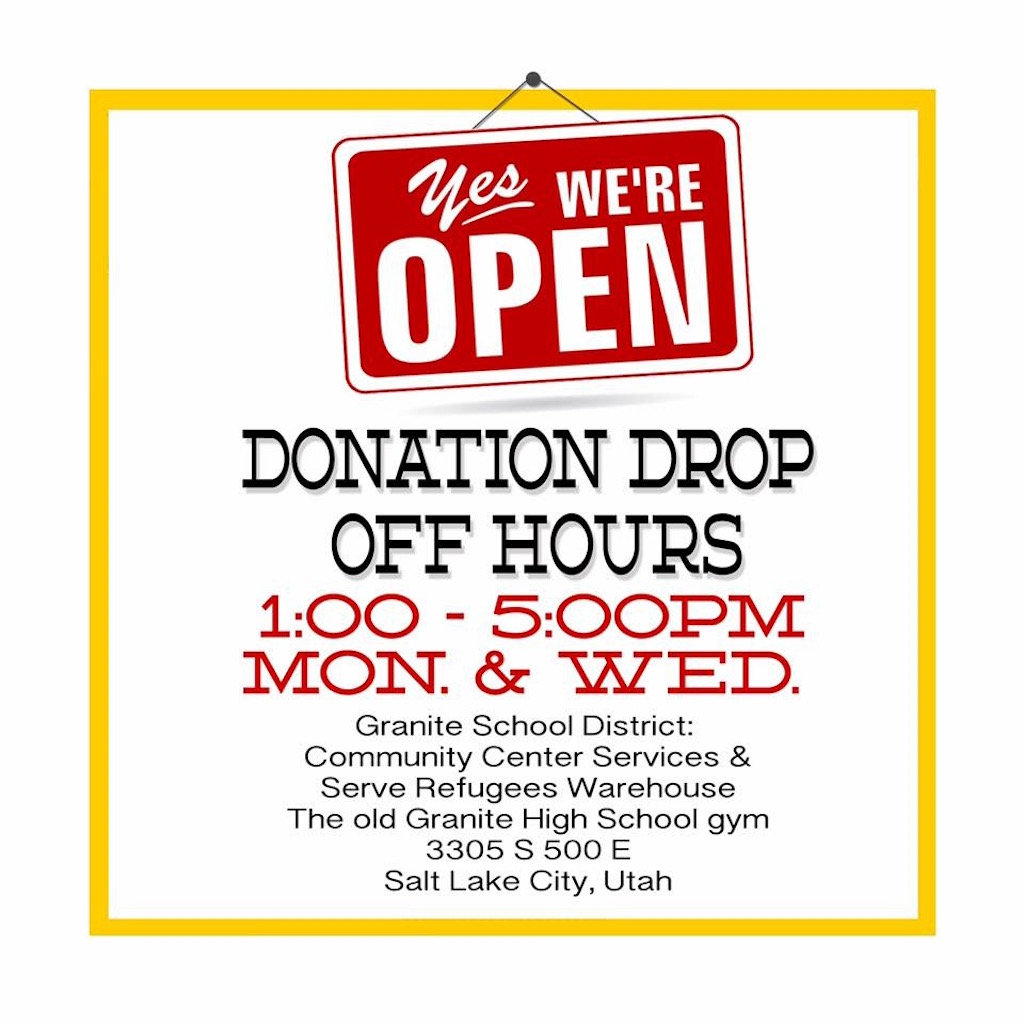 Yes WE'RE
OPEN
DONATION DROP
OFF HOURS
1:00 - 5:00PM
MON. & WED.
Granite School District:
Community Center Services &
Serve Refugees Warehouse
The old Granite High School gym
3305 S 500 E
Salt Lake City, Utah